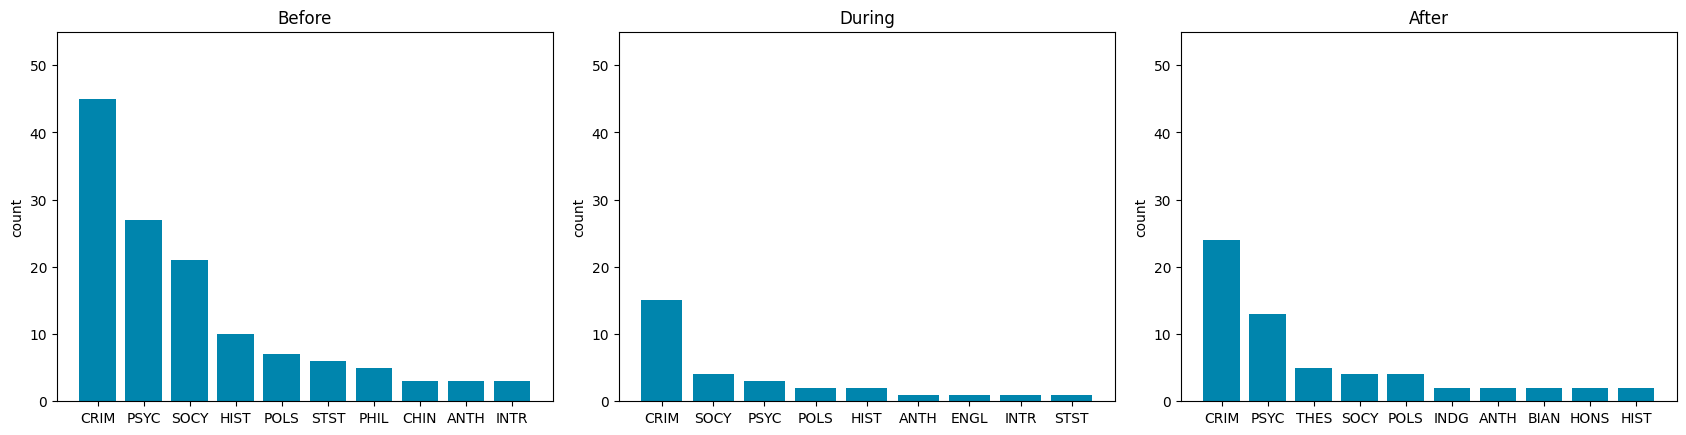 Before
50
40
30
20
10
0
count
CRIM PSYC SOCY HIST POLS STST PHIL CHIN ANTH INTR
During
50
40
30
20
10
0
count
CRIM SOCY PSYC POLS HIST ANTH ENGL INTR STST
After
50
40
30
20
10
0
count
CRIM PSYC THES SOCY POLS INDG ANTH BIAN HONS HIST